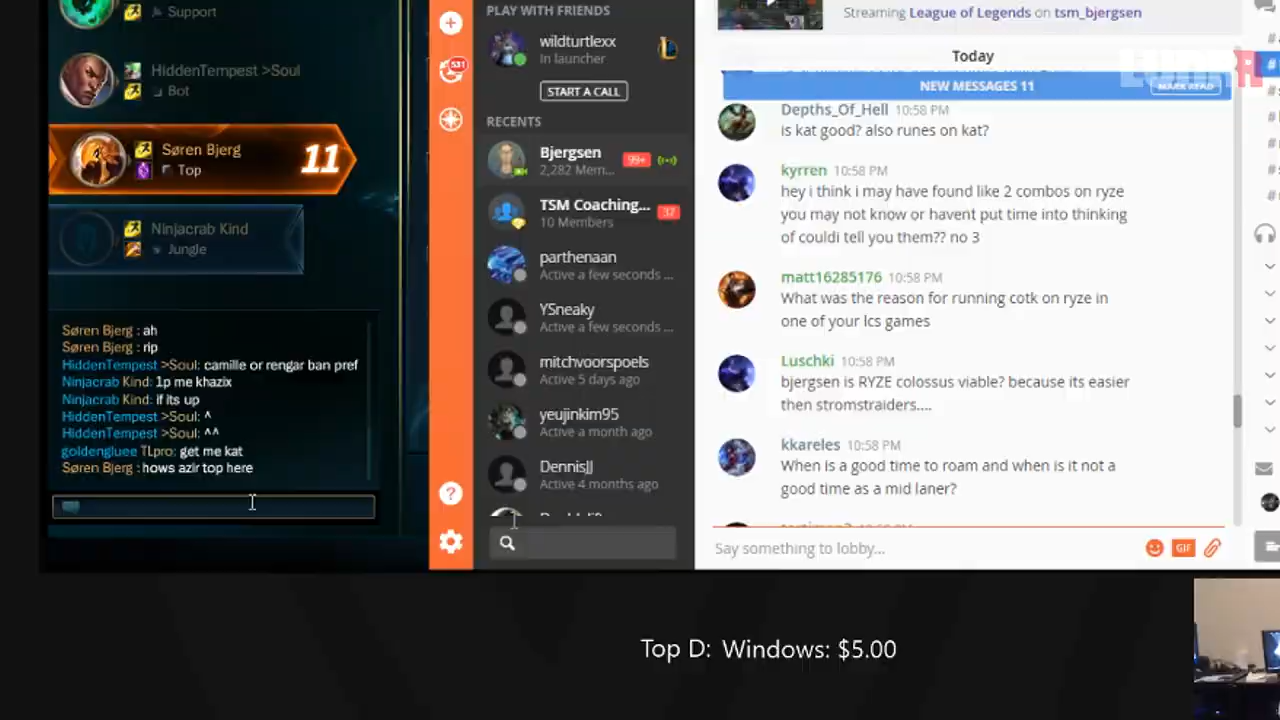 Support
HiddenTempest >Soul
Bot
Søren Bjerg
Top
11
Ninjacrab Kind
Jungle
Søren Bjerg : ah
Søren Bjerg : rip
HiddenTempest >Soul: camille or rengar ban pref
Ninjacrab Kind: 1p me khazix
Ninjacrab Kind: if its up
HiddenTempest >Soul: ^
HiddenTempest >Soul: ^^
goldengluee TLpro: get me kat
Søren Bjerg : hows azir top here
531
PLAY WITH FRIENDS
wildturtlexx
In launcher
START A CALL
RECENTS
Bjergsen
99+
2,282 Mem...
TSM Coaching...
37
10 Members
parthenaan
Active a few seconds ...
YSneaky
Active a few seconds ...
mitchvoorspoels
Active 5 days ago
yeujinkim95
Active a month ago
DennisJJ
Active 4 months ago
Streaming League of Legends on tsm_bjergsen
Today
NEW MESSAGES 11
MARK READ
Depths_Of_Hell 10:58 PM
is kat good? also runes on kat?
kyrren 10:58 PM
hey i think i may have found like 2 combos on ryze
you may not know or havent put time into thinking
of couldi tell you them?? no 3
matt16285176 10:58 PM
What was the reason for running cotk on ryze in
one of your lcs games
Luschki 10:58 PM
bjergsen is RYZE colossus viable? because its easier
then stromstraiders....
kkareles 10:58 PM
When is a good time to roam and when is it not a
good time as a mid laner?
Say something to lobby...
GIF
Top D: Windows: $5.00